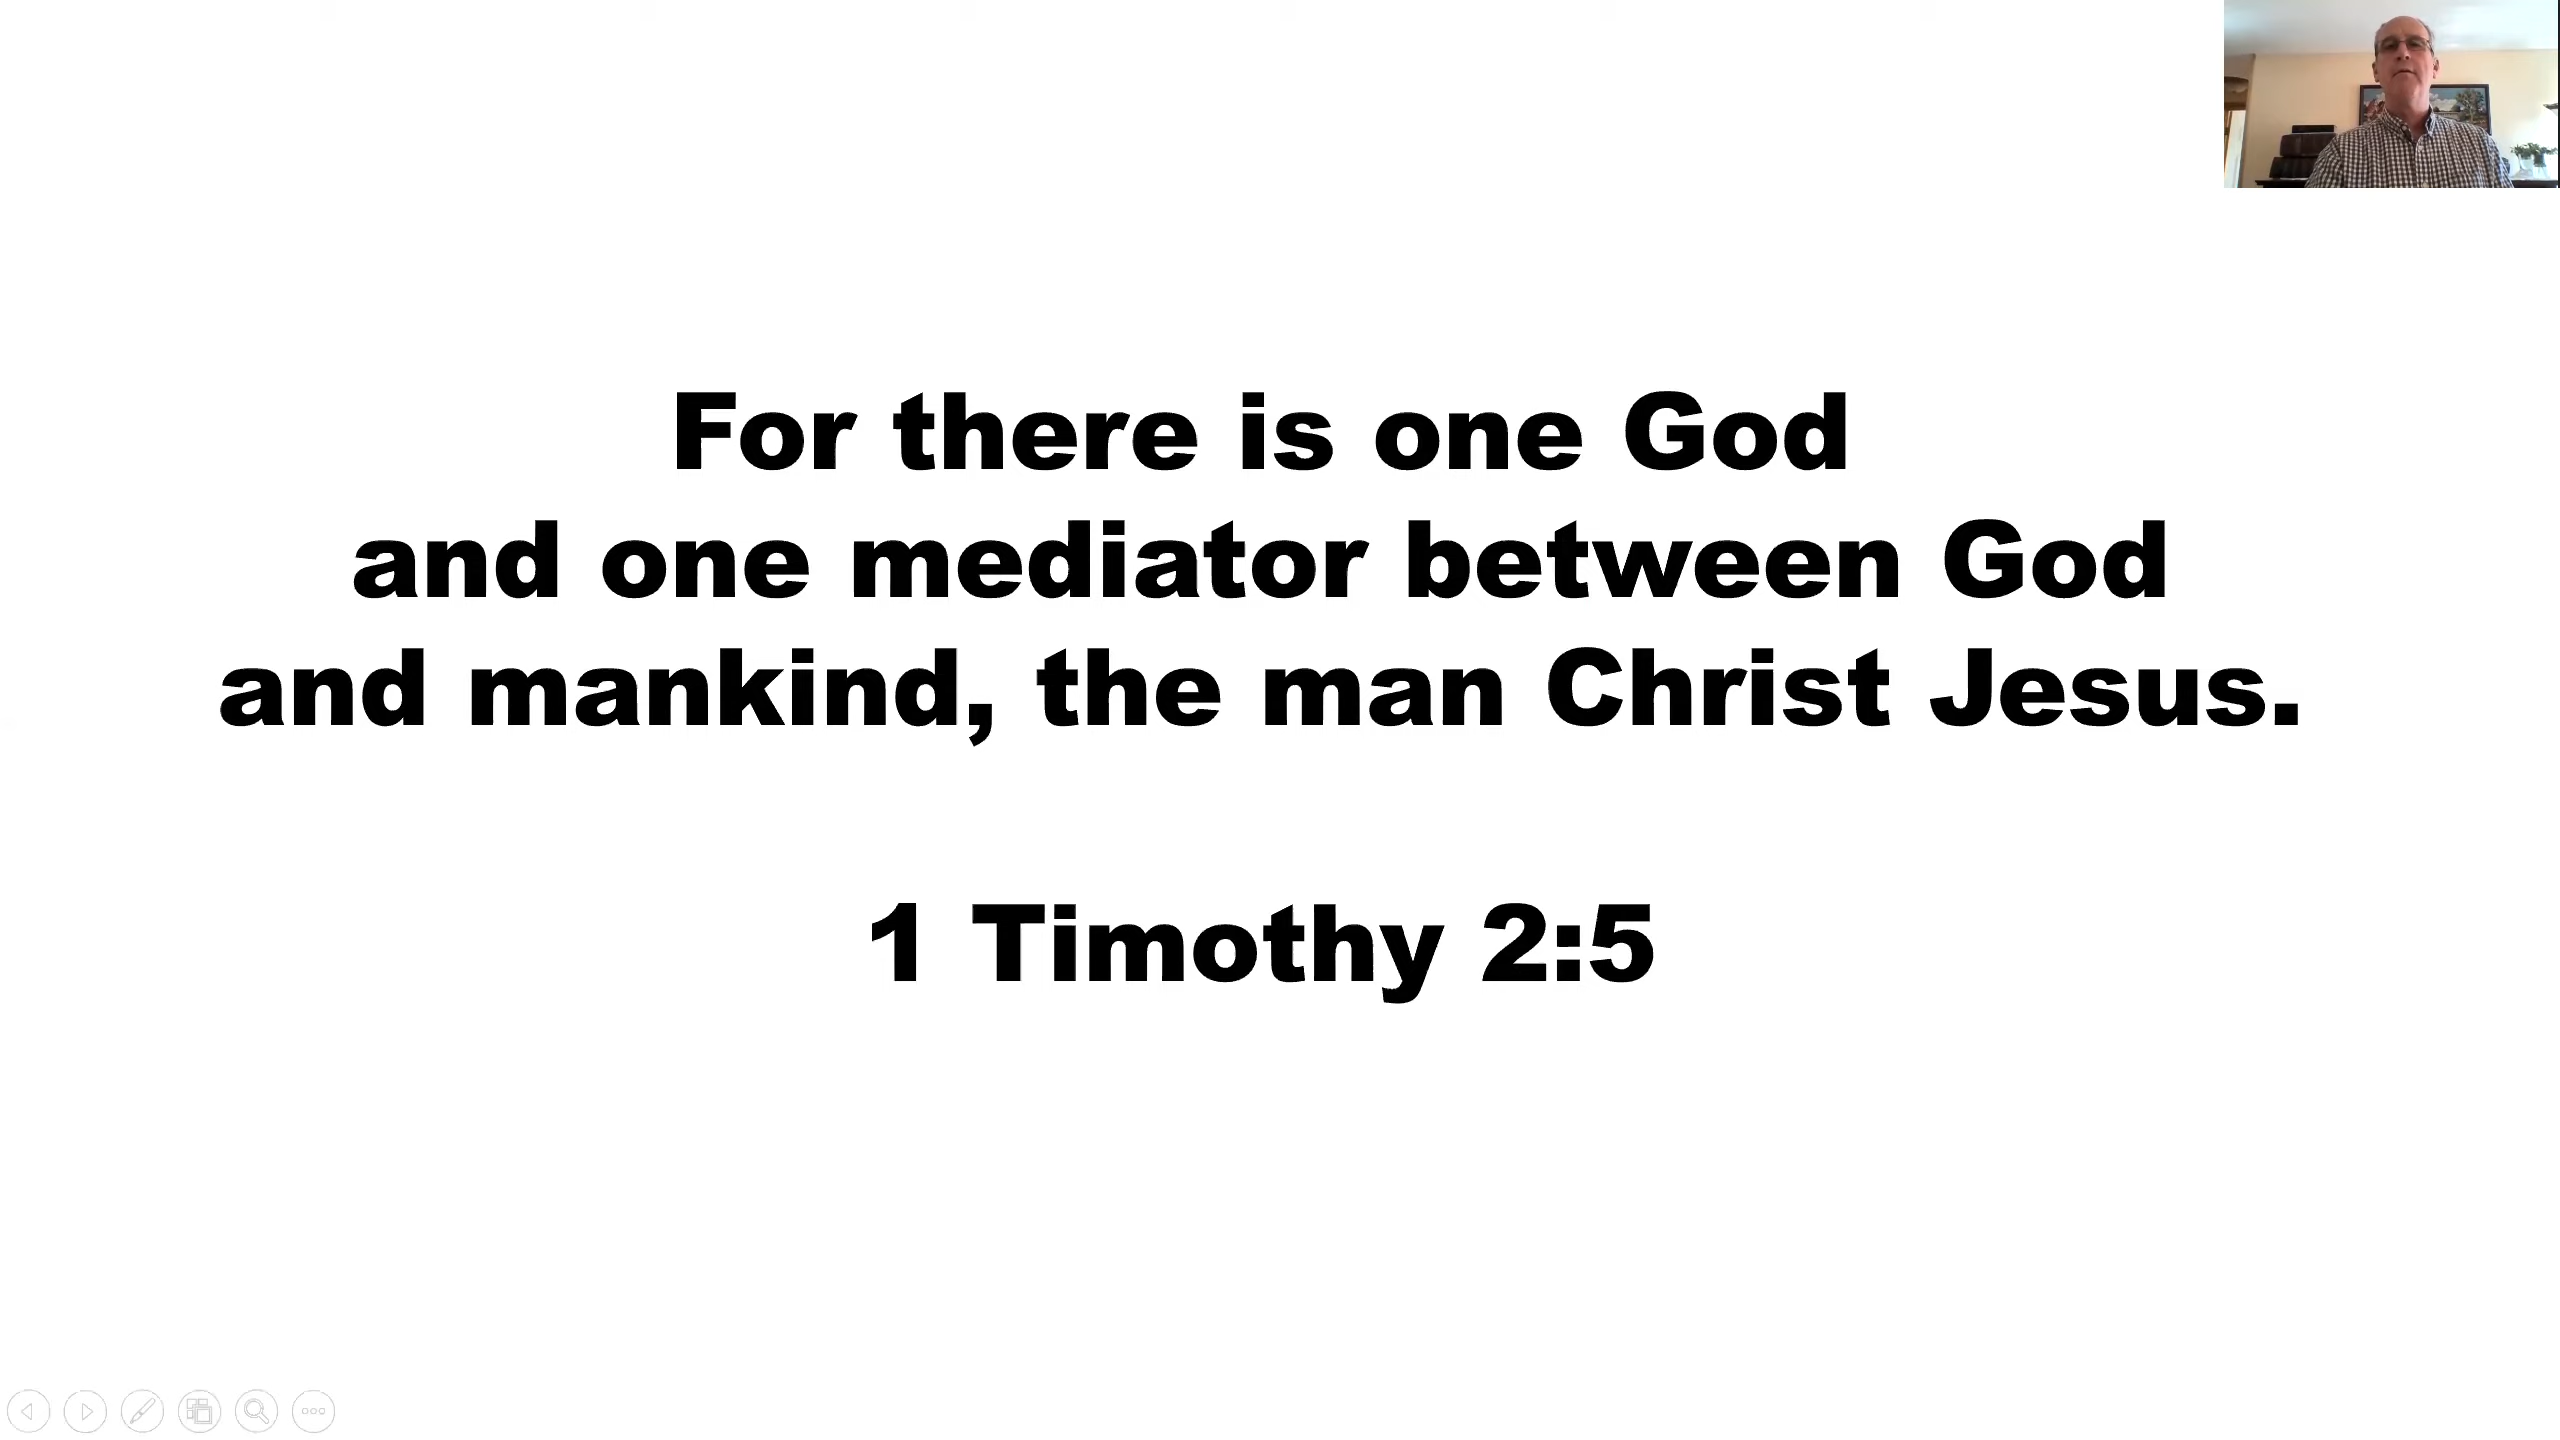 For there is one God
and one mediator between God
and mankind, the man Christ Jesus.
1 Timothy 2:5